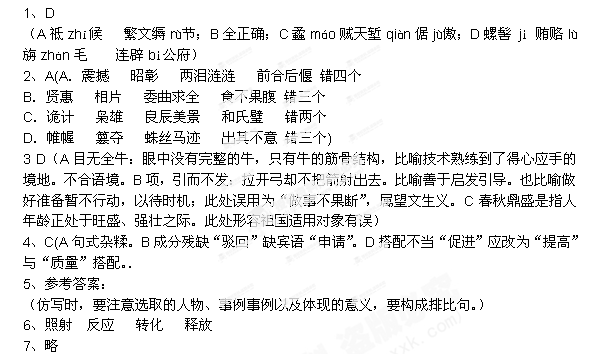 1、D
（A 祗 zhī候　繁文缛 rù节；B 全正确；C 蟊 máo贼天堑 qiàn 倨 jù傲；D 螺髻 jì 贿赂 lù
旃 zhān 毛　连辟 bì公府）
2、A(A．震撼　昭彰　两泪涟涟　前合后偃 错四个
B．贤惠　相片　委曲求全　食不果腹 错三个
C．诡计　枭雄　良辰美景　和氏璧　错两个
D．帷幄　篡夺　蛛丝马迹　出其不意 错三个)
3 D（A 目无全牛：眼中没有完整的牛，只有牛的筋骨结构，比喻技术熟练到了得心应手的
境地。不合语境。B 项，引而不发：拉开弓却不把箭射出去。比喻善于启发引导。也比喻做
好准备暂不行动，以待时机；此处误用为“做事不果断”，属望文生义。C 春秋鼎盛是指人
年龄正处于旺盛、强壮之际。此处形容祖国适用对象有误）
4、C(A 句式杂糅。B 成分残缺“驳回”缺宾语“申请”。D 搭配不当“促进”应改为“提高”
与“质量”搭配。.
5、参考答案：
（仿写时，要注意选取的人物、事例事例以及体现的意义，要构成排比句。）
6、照射　反应　转化　释放
7、略